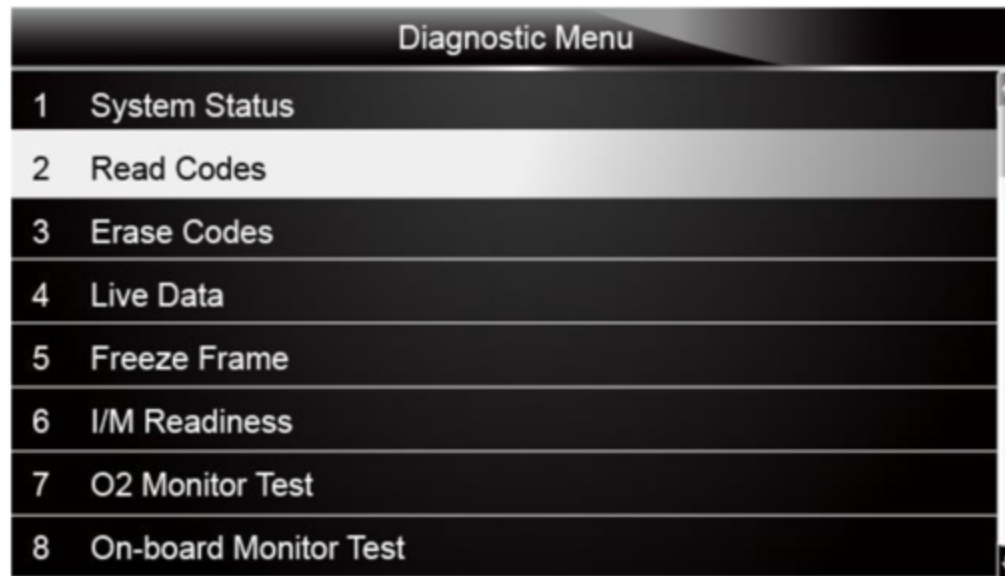 Diagnostic Menu
1 System Status
2 Read Codes
3 Erase Codes
4 Live Data
5 Freeze Frame
6 I/M Readiness
7 O2 Monitor Test
8 On-board Monitor Test